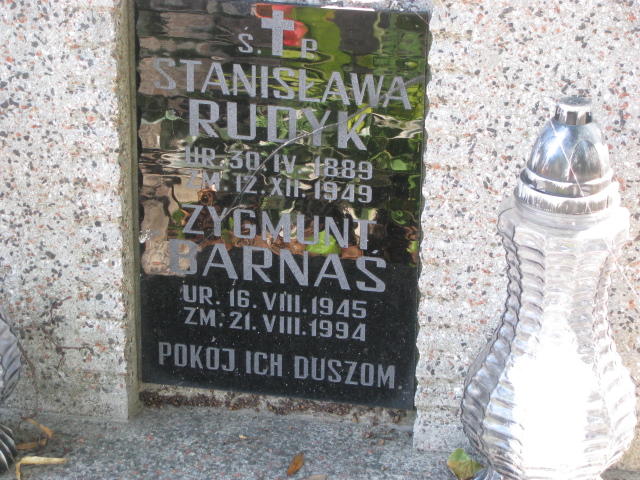 Ś. P
STANISŁAWA
RUDYK
UR. 30. IV. 1889
ZM. 12. XII. 1949
ZYGMUNT
BARNAŚ
UR. 16. VIII. 1945
ZM. 21. VIII. 1994
POKÓJ ICH DUSZOM.